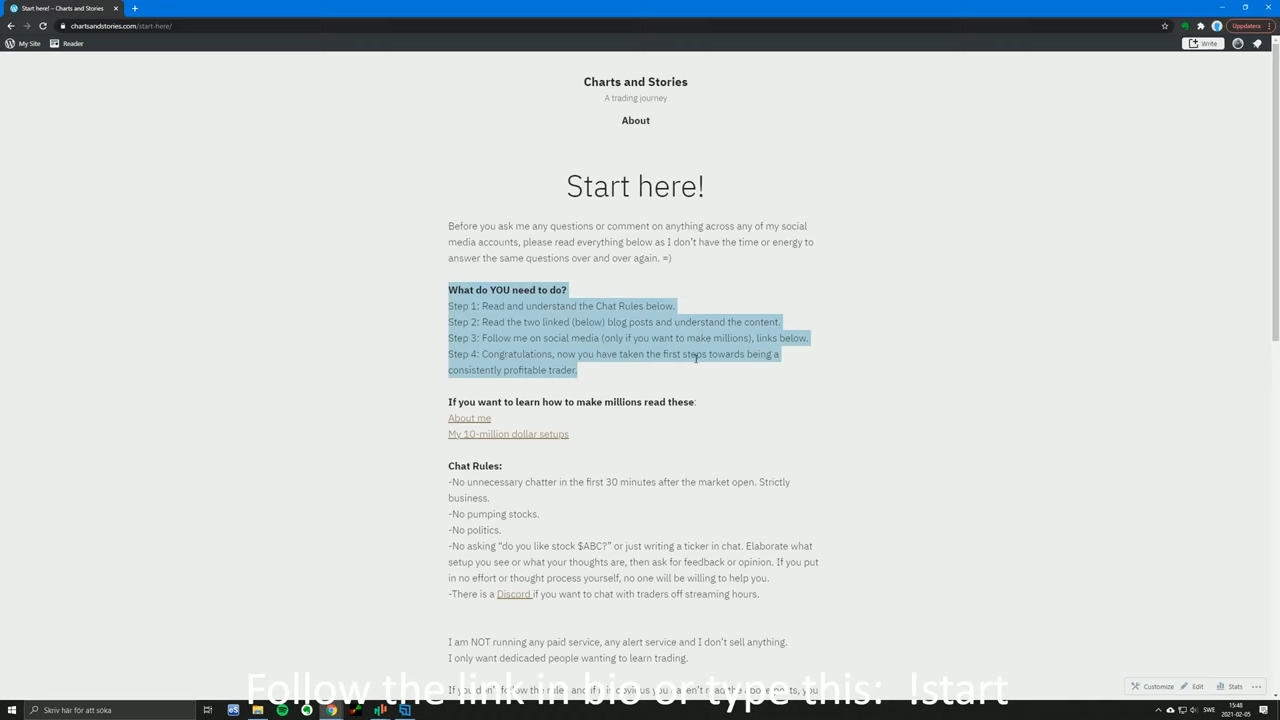 Start here! – Charts and Stories
chartsandstories.com/start-here/
Uppdatera
My Site
Reader
Write
Charts and Stories
A trading journey
About
Start here!
Before you ask me any questions or comment on anything across any of my social
media accounts, please read everything below as I don't have the time or energy to
answer the same questions over and over again. =)
What do YOU need to do?
Step 1: Read and understand the Chat Rules below.
Step 2: Read the two linked (below) blog posts and understand the content.
Step 3: Follow me on social media (only if you want to make millions), links below.
Step 4: Congratulations, now you have taken the first steps towards being a
consistently profitable trader.
If you want to learn how to make millions read these:
About me
My 10-million dollar setups
Chat Rules:
-No unnecessary chatter in the first 30 minutes after the market open. Strictly
business.
-No pumping stocks.
-No politics.
-No asking “do you like stock $ABC?” or just writing a ticker in chat. Elaborate what
setup you see or what your thoughts are, then ask for feedback or opinion. If you put
in no effort or thought process yourself, no one will be willing to help you.
-There is a Discord if you want to chat with traders off streaming hours.
I am NOT running any paid service, any alert service and I don't sell anything.
I only want dedicaded people wanting to learn trading.
Customize
Edit
Stats
Follow the link in bio or type this: !start
Skriv här för att söka
SWE
15:48
2021-02-05